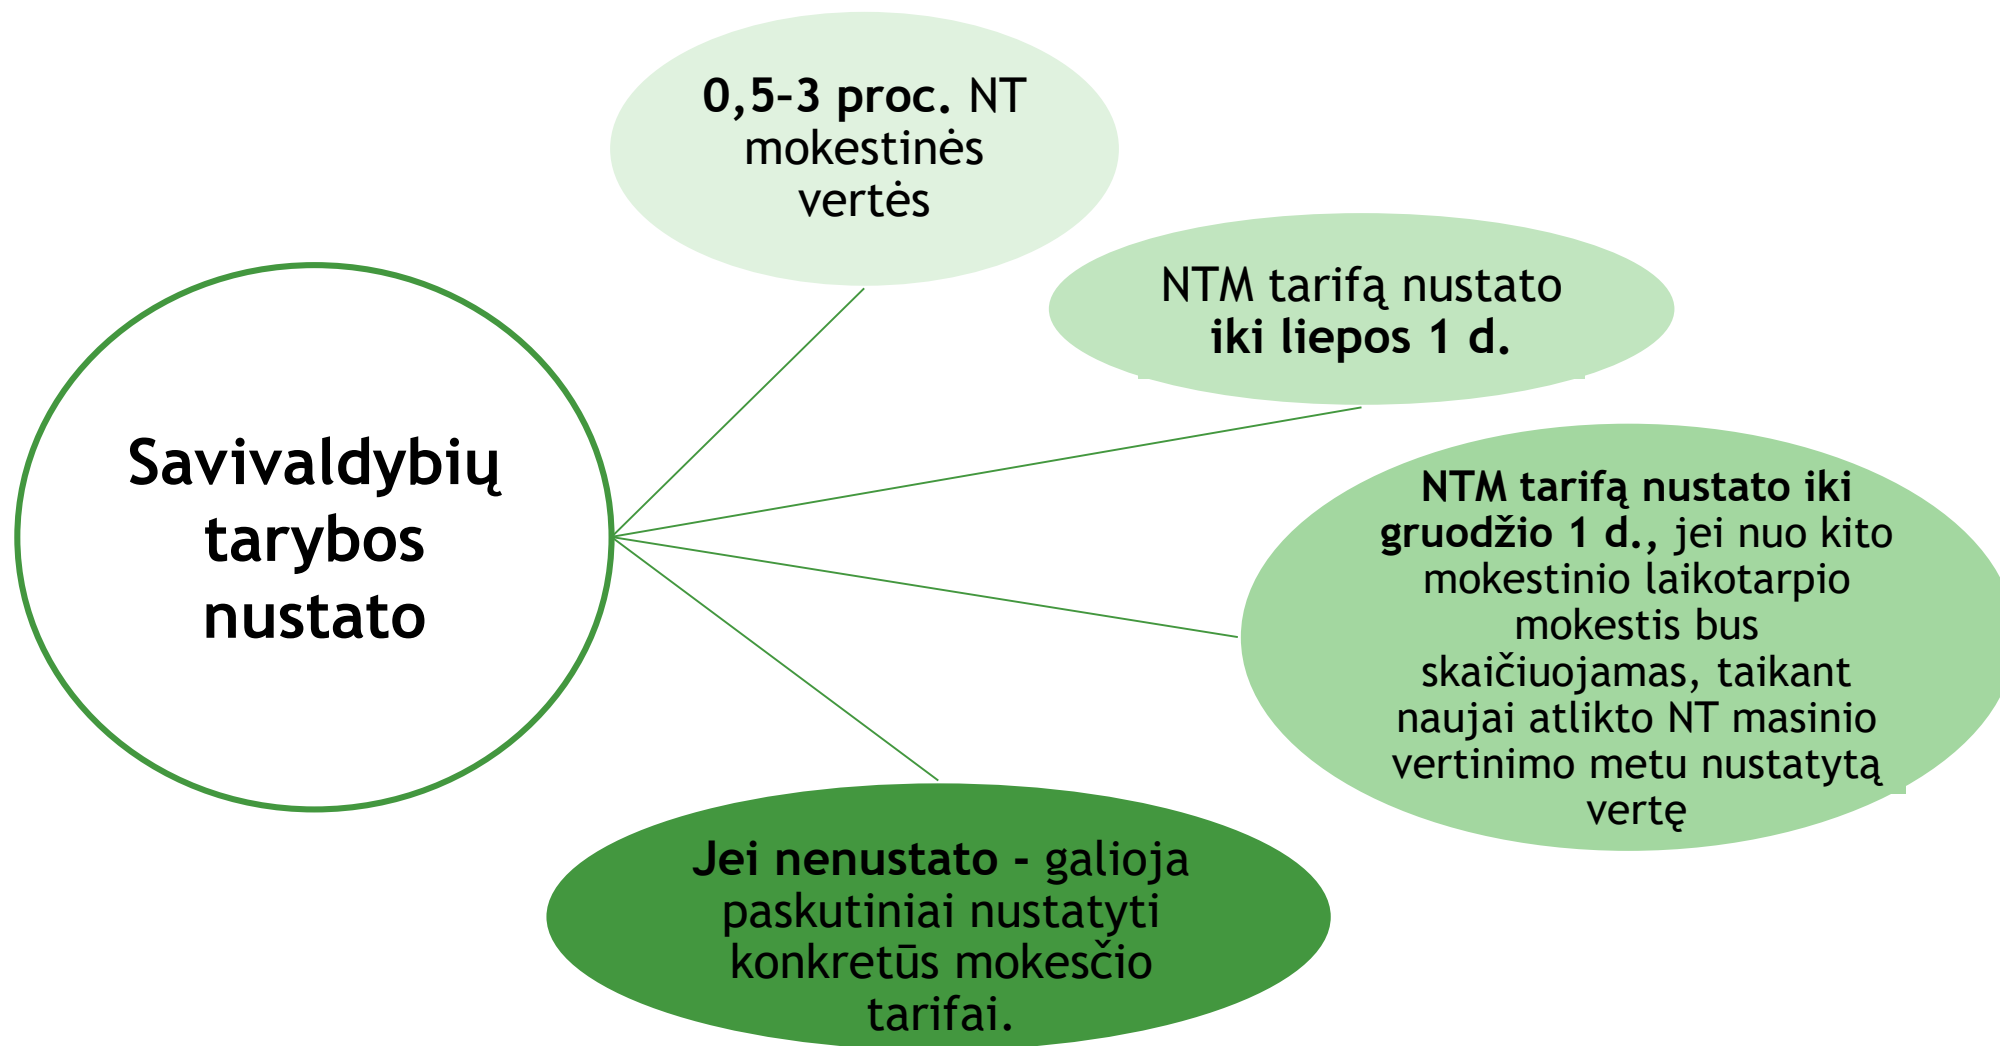 Savivaldybių
tarybos
nustato
0,5–3 proc. NT
mokestinės
vertės
NTM tarifą nustato
iki liepos 1 d.
NTM tarifą nustato iki
gruodžio 1 d., jei nuo kito
mokestinio laikotarpio
mokestis bus
skaičiuojamas, taikant
naujai atlikto NT masinio
vertinimo metu nustatytą
vertę
Jei nenustato - galioja
paskutiniai nustatyti
konkretūs mokesčio
tarifai.